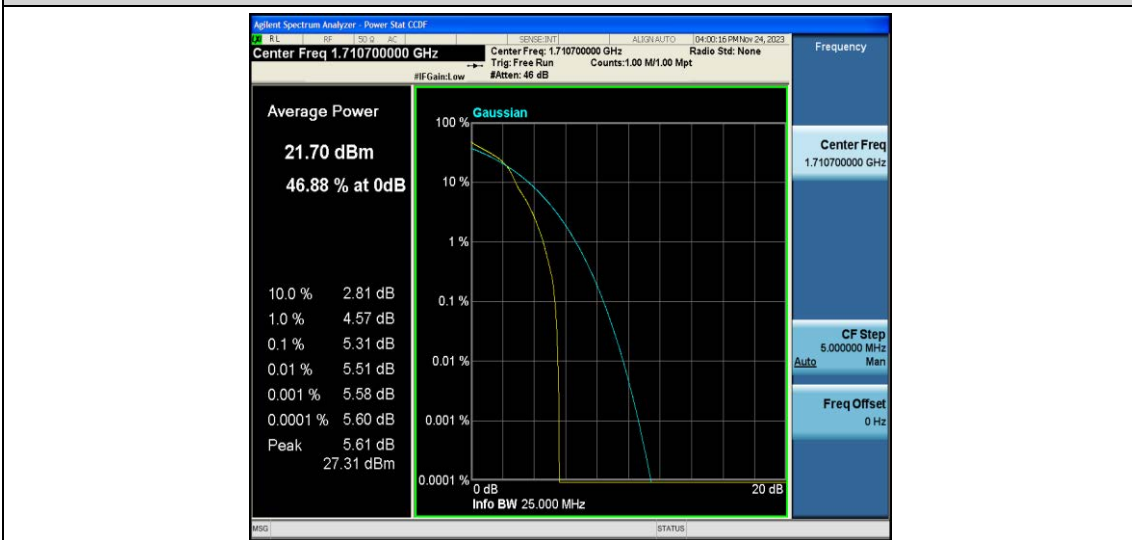 Agilent Spectrum Analyzer - Power Stat CCDF
RL RF 50 Ω AC SENSE:INT ALIGN AUTO 04:00:16 PM Nov 24, 2023
Center Freq 1.710700000 GHz
Center Freq: 1.710700000 GHz Radio Std: None
Trig: Free Run Counts:1.00 M/1.00 Mpt
#IFGain:Low #Atten: 46 dB
Frequency
Average Power
21.70 dBm
46.88 % at 0dB
10.0 % 2.81 dB
1.0 % 4.57 dB
0.1 % 5.31 dB
0.01 % 5.51 dB
0.001 % 5.58 dB
0.0001 % 5.60 dB
Peak 5.61 dB
27.31 dBm
Gaussian
100 %
10 %
1 %
0.1 %
0.01 %
0.001 %
0.0001 %
0 dB 20 dB
Info BW 25.000 MHz
Center Freq
1.710700000 GHz
CF Step
5.000000 MHz
Auto Man
Freq Offset
0 Hz
MSG STATUS